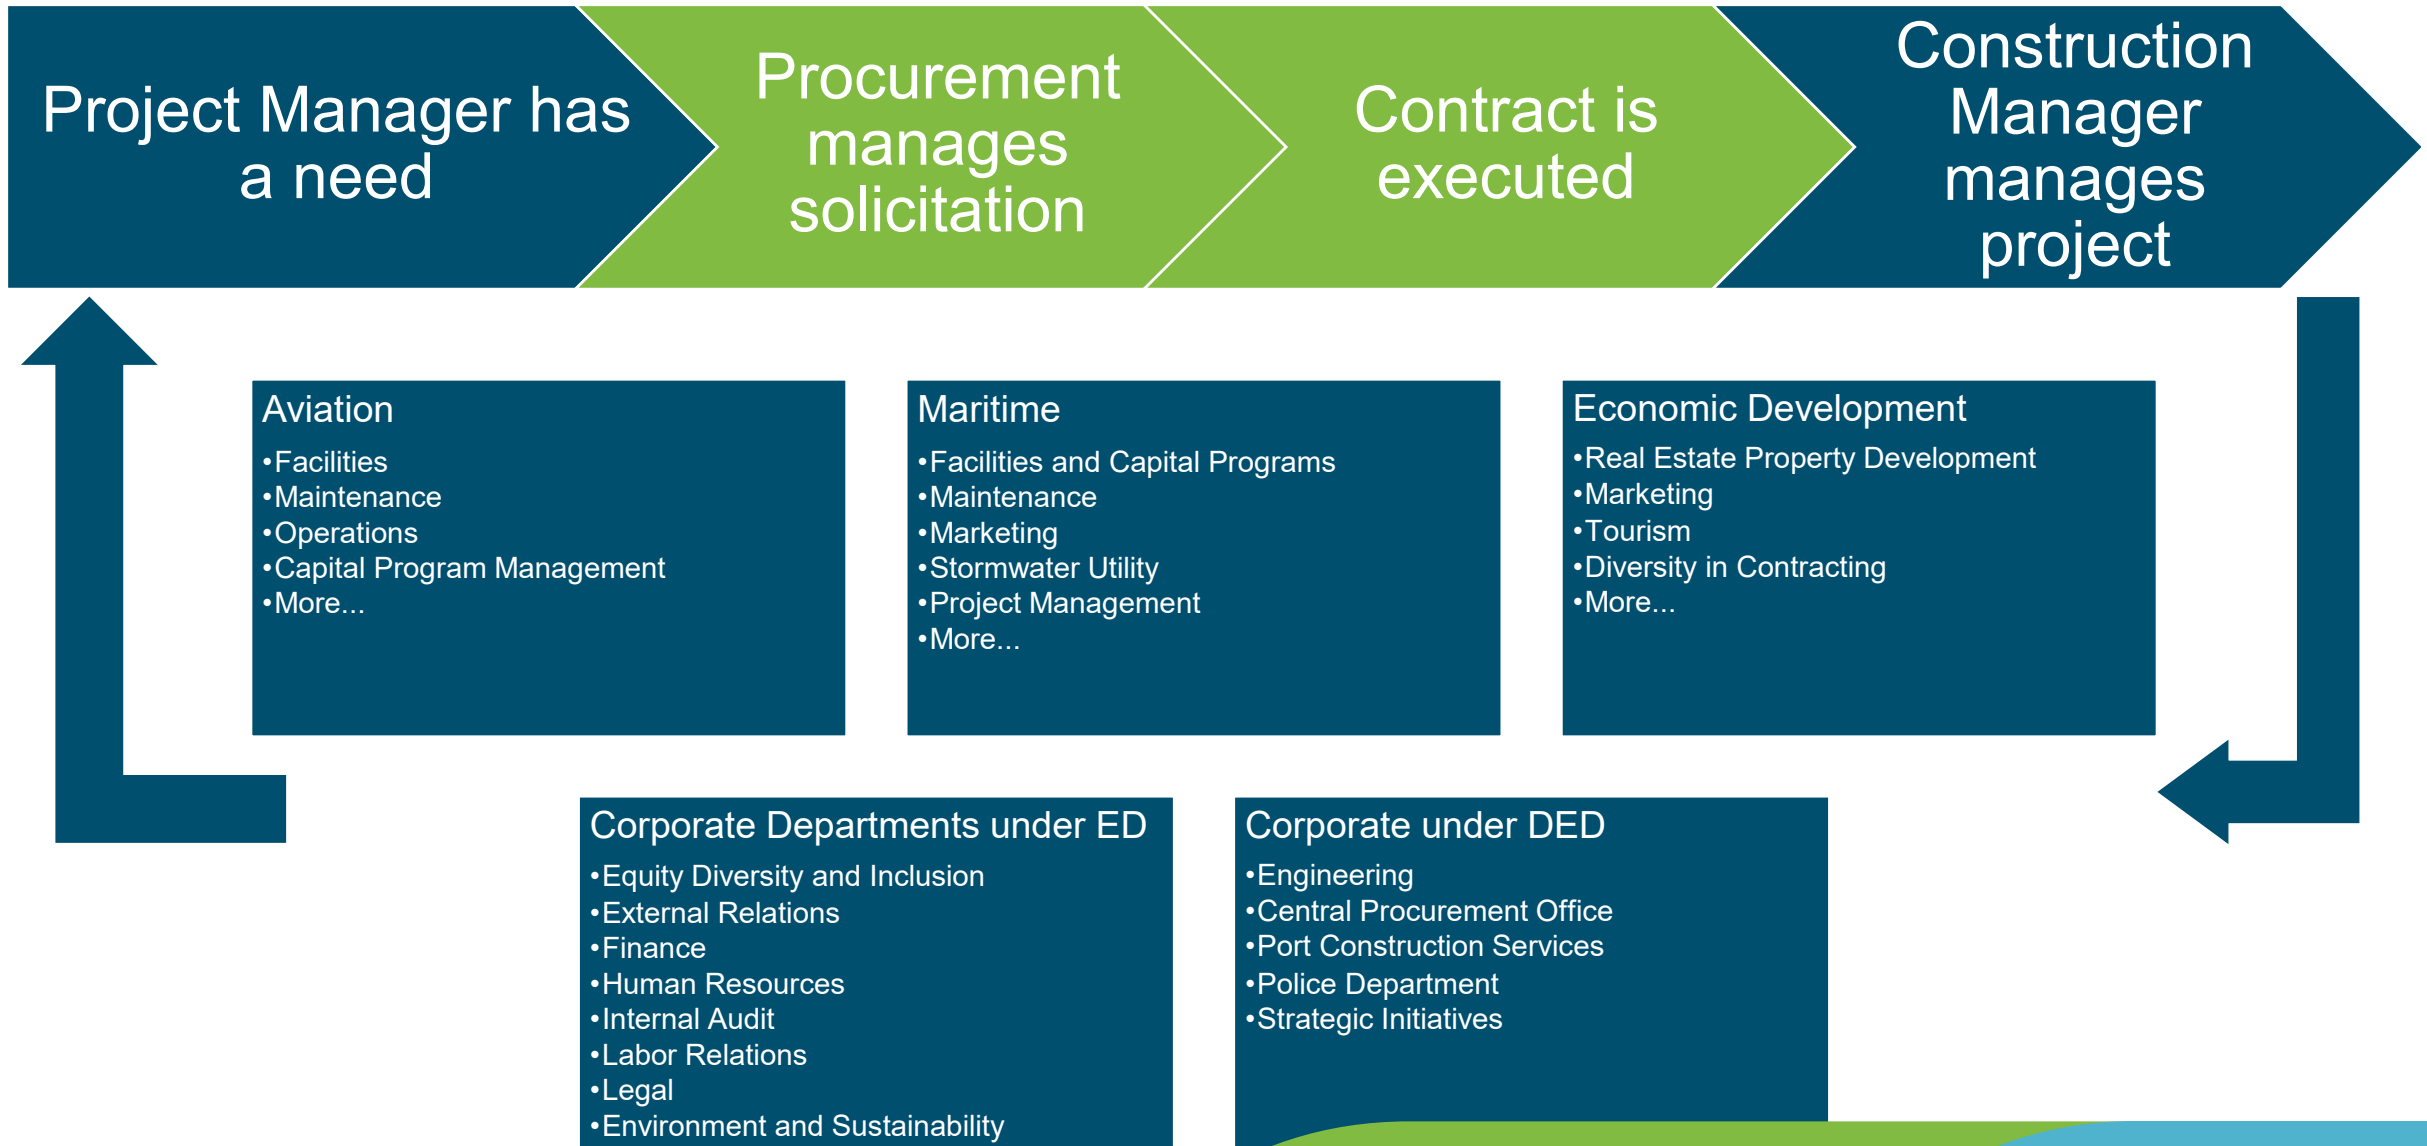 Project Manager has
a need
Procurement
manages
solicitation
Contract is
executed
Construction
Manager
manages
project
Aviation
•Facilities
•Maintenance
•Operations
•Capital Program Management
•More...
Maritime
•Facilities and Capital Programs
•Maintenance
•Marketing
•Stormwater Utility
•Project Management
•More...
Economic Development
•Real Estate Property Development
•Marketing
•Tourism
•Diversity in Contracting
•More...
Corporate Departments under ED
•Equity Diversity and Inclusion
•External Relations
•Finance
•Human Resources
•Internal Audit
•Labor Relations
•Legal
•Environment and Sustainability
Corporate under DED
•Engineering
•Central Procurement Office
•Port Construction Services
•Police Department
•Strategic Initiatives